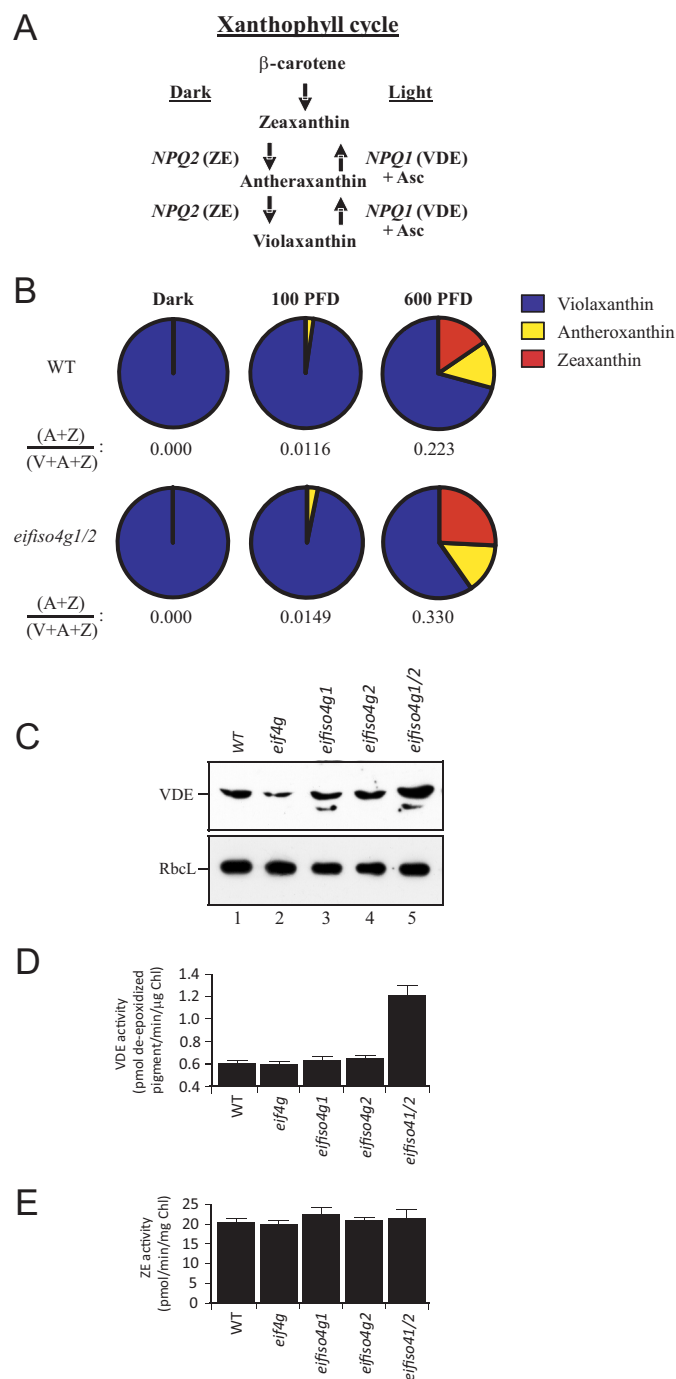 A
Xanthophyll cycle
β-carotene
Dark
Light
Zeaxanthin
NPQ2 (ZE)
NPQ1 (VDE)
+ Asc
Antheraxanthin
NPQ2 (ZE)
NPQ1 (VDE)
+ Asc
Violaxanthin
B
Dark 100 PFD 600 PFD
Violaxanthin
Antheroxanthin
Zeaxanthin
WT
(A+Z)
(V+A+Z)
: 0.000 0.0116 0.223
eifiso4g1/2
(A+Z)
(V+A+Z)
: 0.000 0.0149 0.330
C
WT eif4g eifiso4g1 eifiso4g2 eifiso4g1/2
VDE
RbcL
1 2 3 4 5
D
VDE activity
(pmol de-epoxidized
pigment/min/µg Chl)
1.4
1.2
1.0
0.8
0.6
0.4
WT eif4g eifiso4g1 eifiso4g2 eifiso41/2
E
ZE activity
(pmol/min/mg Chl)
25
20
15
10
5
0
WT eif4g eifiso4g1 eifiso4g2 eifiso41/2